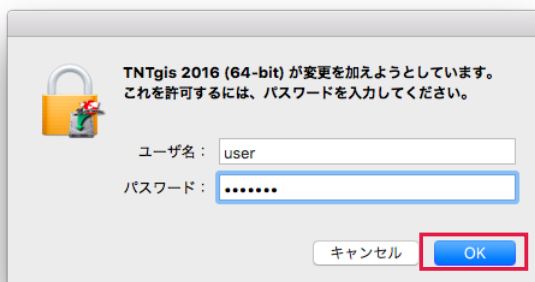 TNTgis 2016 (64-bit) が変更を加えようとしています。
これを許可するには、パスワードを入力してください。
ユーザ名： user
パスワード： •••••••
キャンセル OK